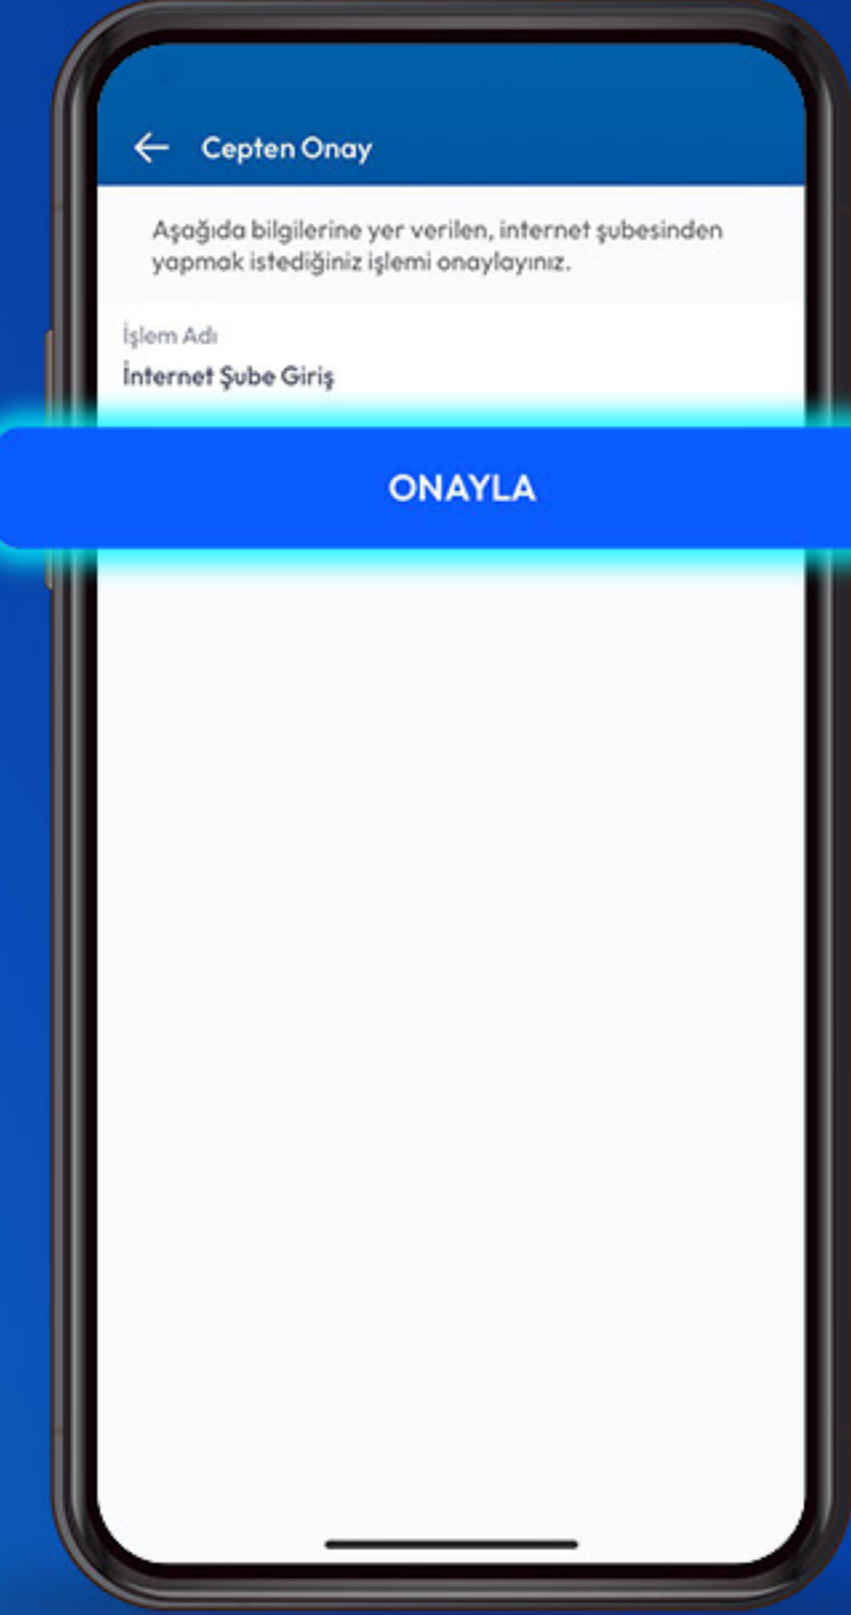 Cepten Onay
Aşağıda bilgilerine yer verilen, internet şubesinden
yapmak istediğiniz işlemi onaylayınız.
İşlem Adı
İnternet Şube Giriş
ONAYLA